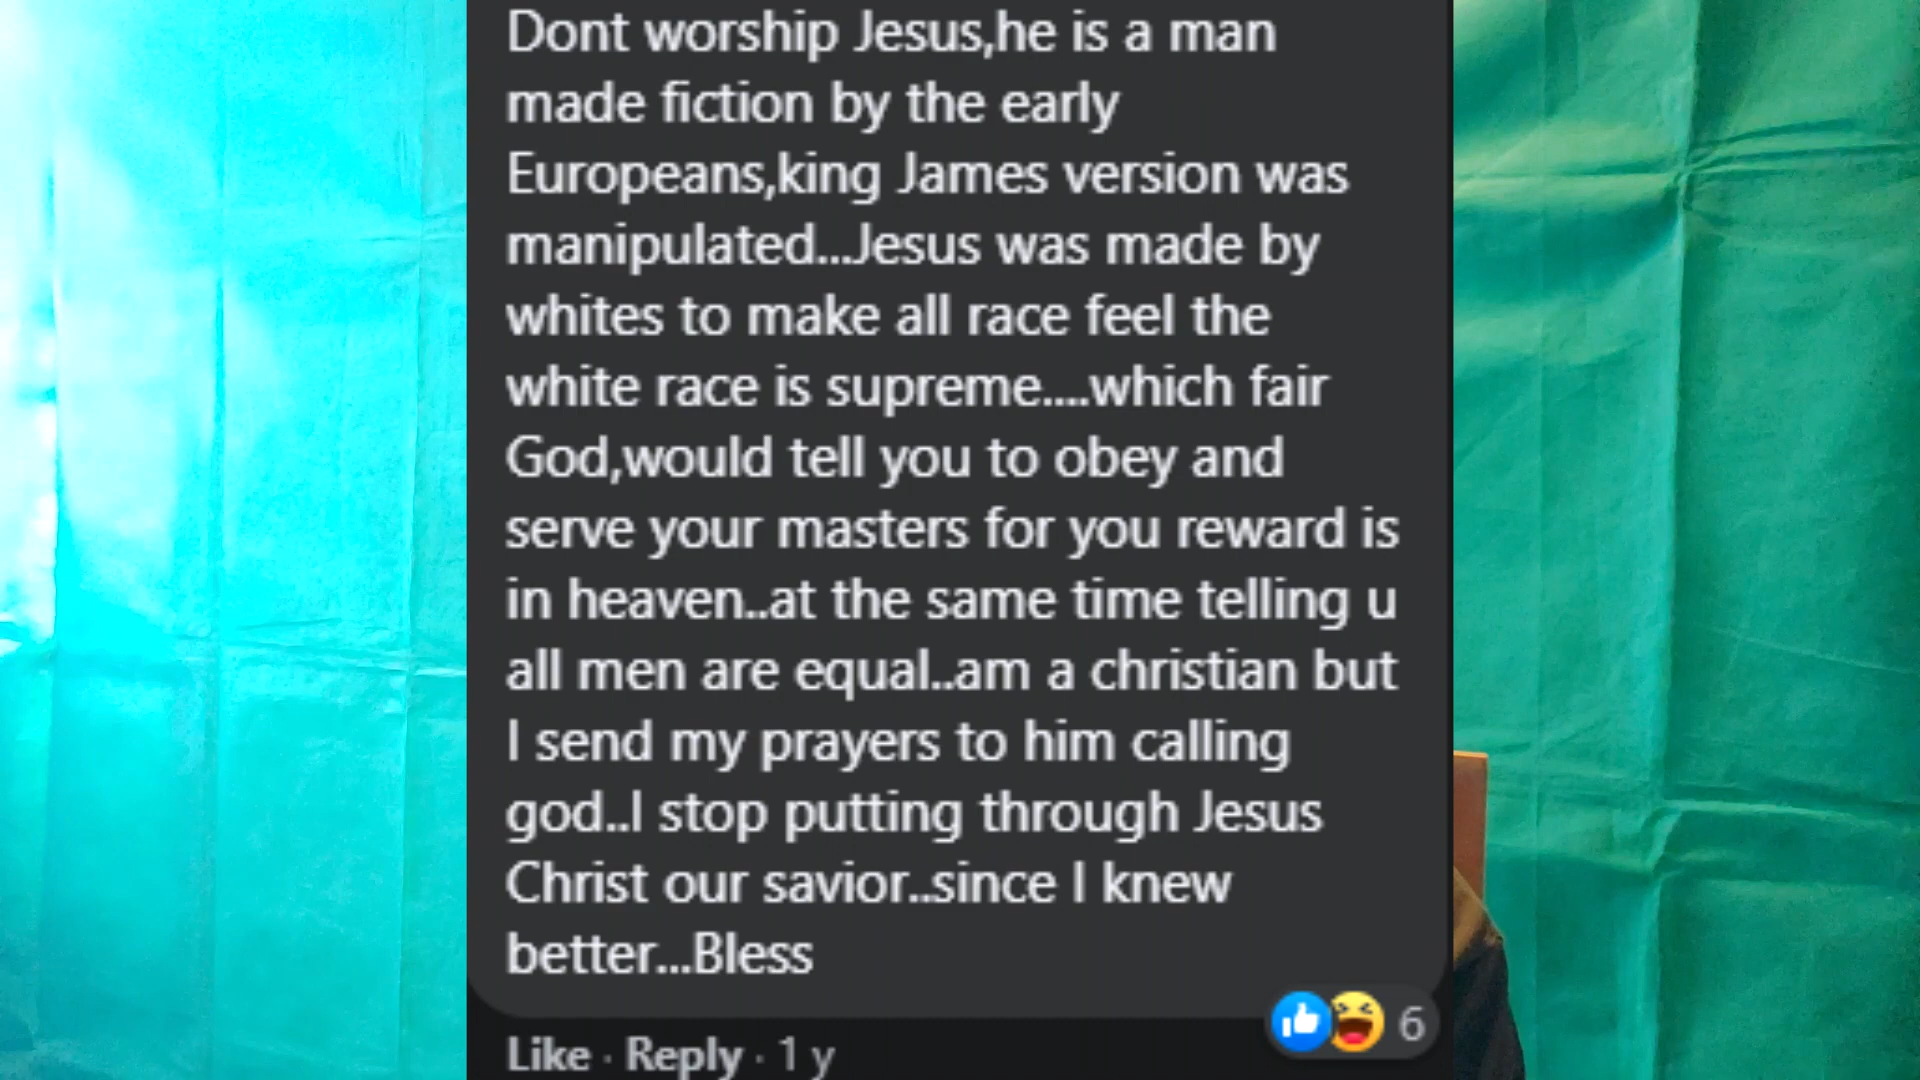 Dont worship Jesus,he is a man
made fiction by the early
Europeans,king James version was
manipulated...Jesus was made by
whites to make all race feel the
white race is supreme....which fair
God,would tell you to obey and
serve your masters for you reward is
in heaven..at the same time telling u
all men are equal..am a christian but
I send my prayers to him calling
god..I stop putting through Jesus
Christ our savior..since I knew
better...Bless
6
Like · Reply · 1 y